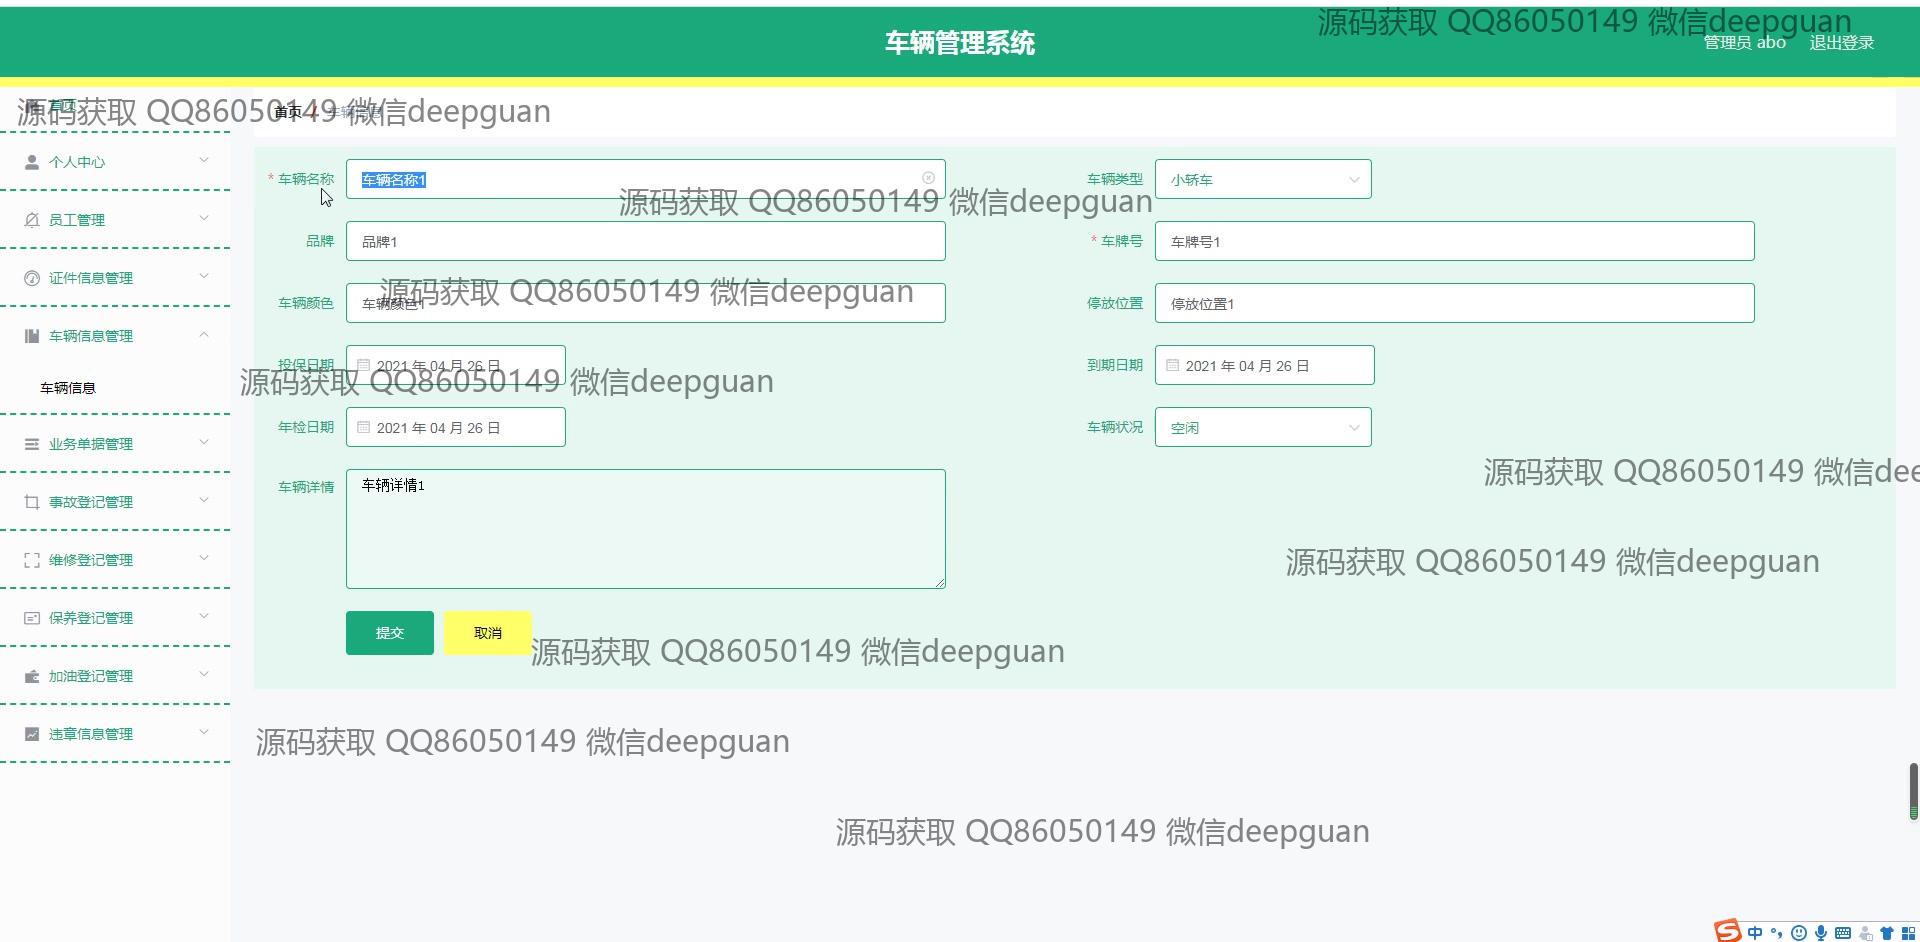 源码获取 QQ86050149 微信deepguan
车辆管理系统
管理员 abo 退出登录
首页
源码获取 QQ86050149 微信deepguan
首页 / 车辆信息
个人中心
员工管理
证件信息管理
车辆信息管理
车辆信息
业务单据管理
事故登记管理
维修登记管理
保养登记管理
加油登记管理
违章信息管理
* 车辆名称 车辆名称1
车辆类型 小轿车
源码获取 QQ86050149 微信deepguan
品牌 品牌1
* 车牌号 车牌号1
源码获取 QQ86050149 微信deepguan
车辆颜色 车辆颜色1
停放位置 停放位置1
投保日期 2021 年 04 月 26 日
到期日期 2021 年 04 月 26 日
源码获取 QQ86050149 微信deepguan
年检日期 2021 年 04 月 26 日
车辆状况 空闲
源码获取 QQ86050149 微信dee
车辆详情 车辆详情1
源码获取 QQ86050149 微信deepguan
提交 取消
源码获取 QQ86050149 微信deepguan
源码获取 QQ86050149 微信deepguan
源码获取 QQ86050149 微信deepguan
S 中